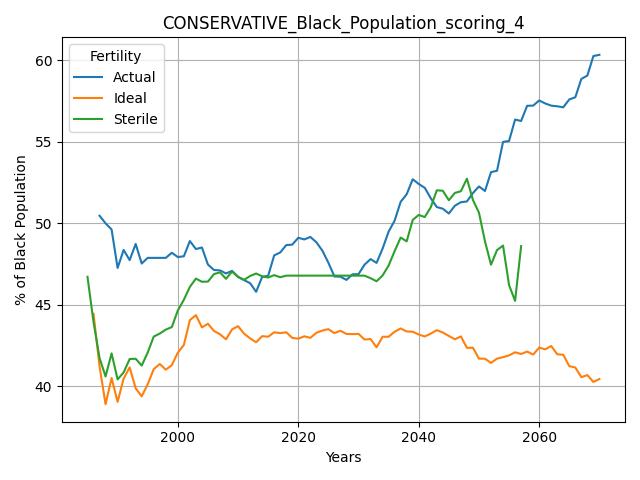 CONSERVATIVE_Black_Population_scoring_4
Fertility
Actual
Ideal
Sterile
% of Black Population
60
55
50
45
40
2000
2020
2040
2060
Years